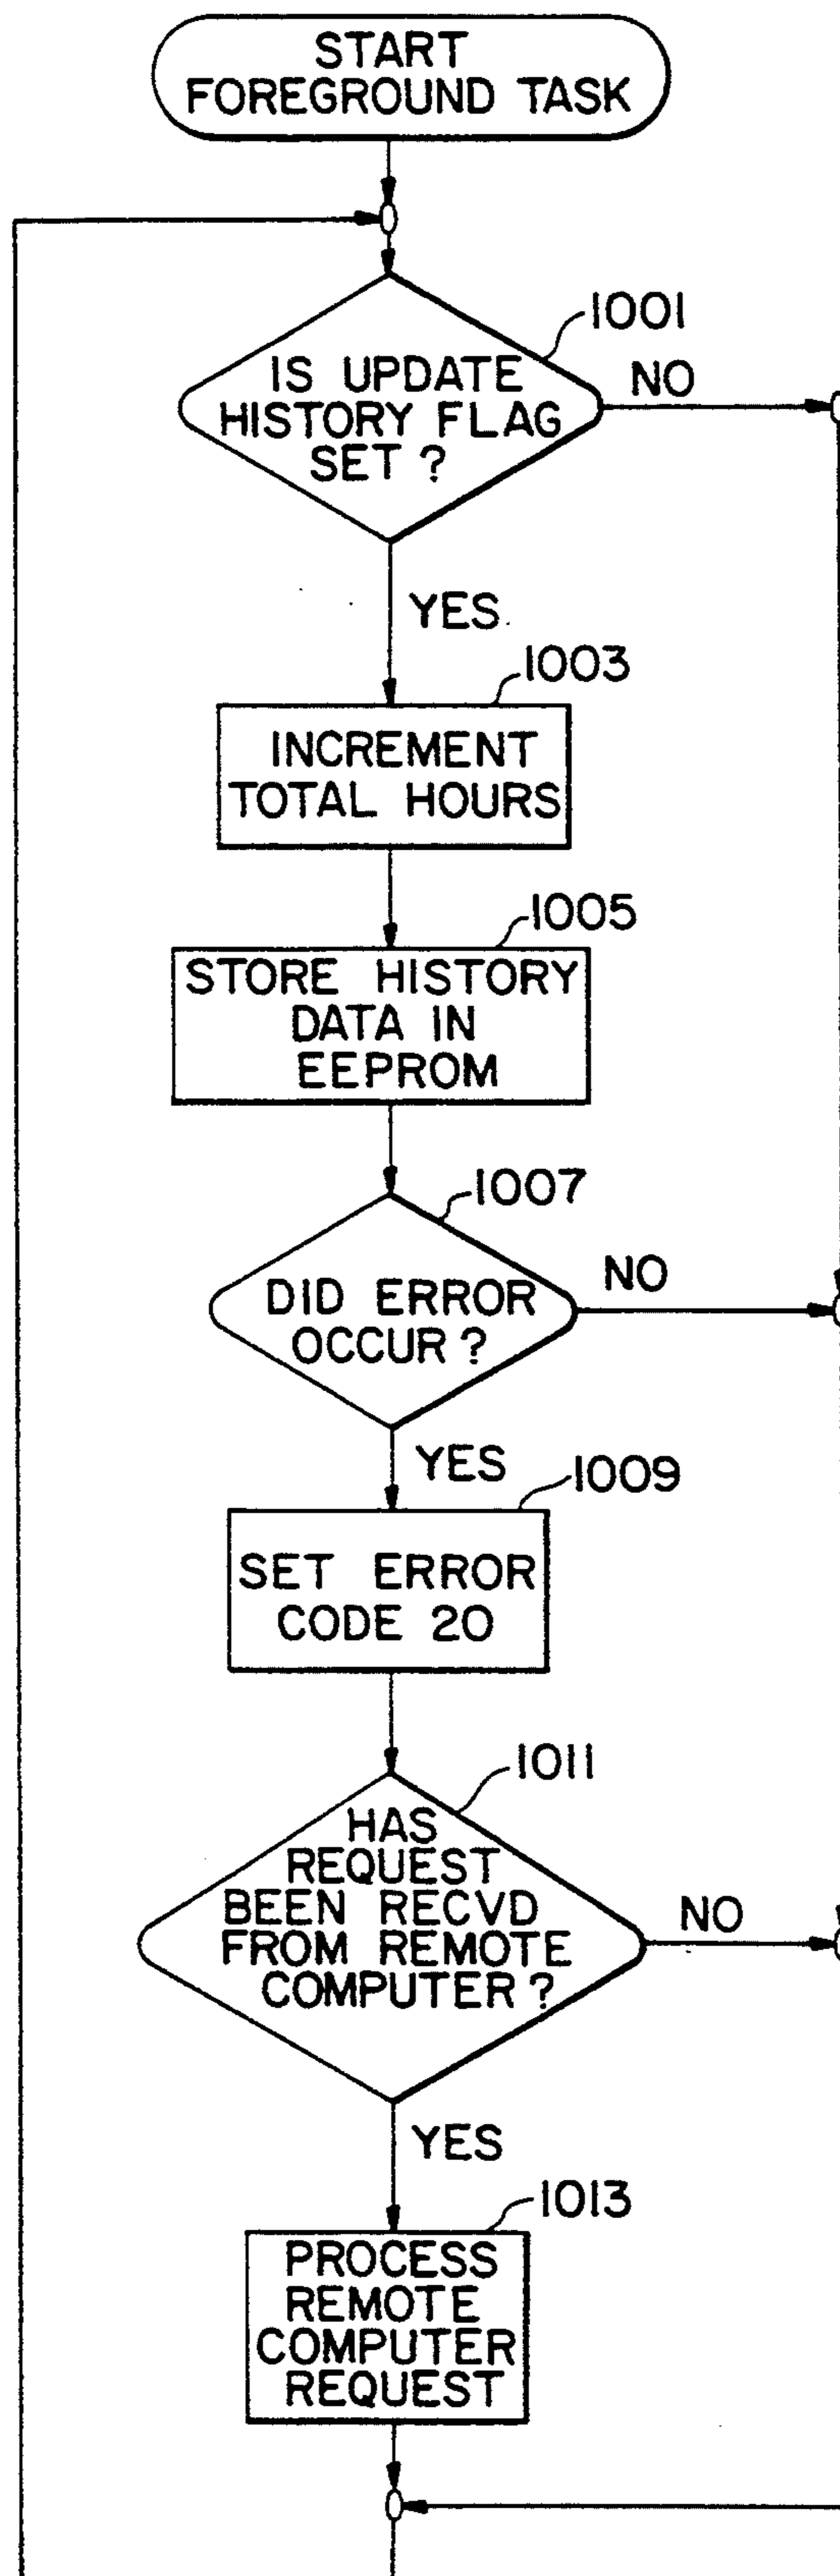 START
FOREGROUND TASK
1001
IS UPDATE
HISTORY FLAG
SET ?
NO
YES
1003
INCREMENT
TOTAL HOURS
1005
STORE HISTORY
DATA IN
EEPROM
1007
DID ERROR
OCCUR ?
NO
YES
1009
SET ERROR
CODE 20
1011
HAS
REQUEST
BEEN RECVD
FROM REMOTE
COMPUTER ?
NO
YES
1013
PROCESS
REMOTE
COMPUTER
REQUEST